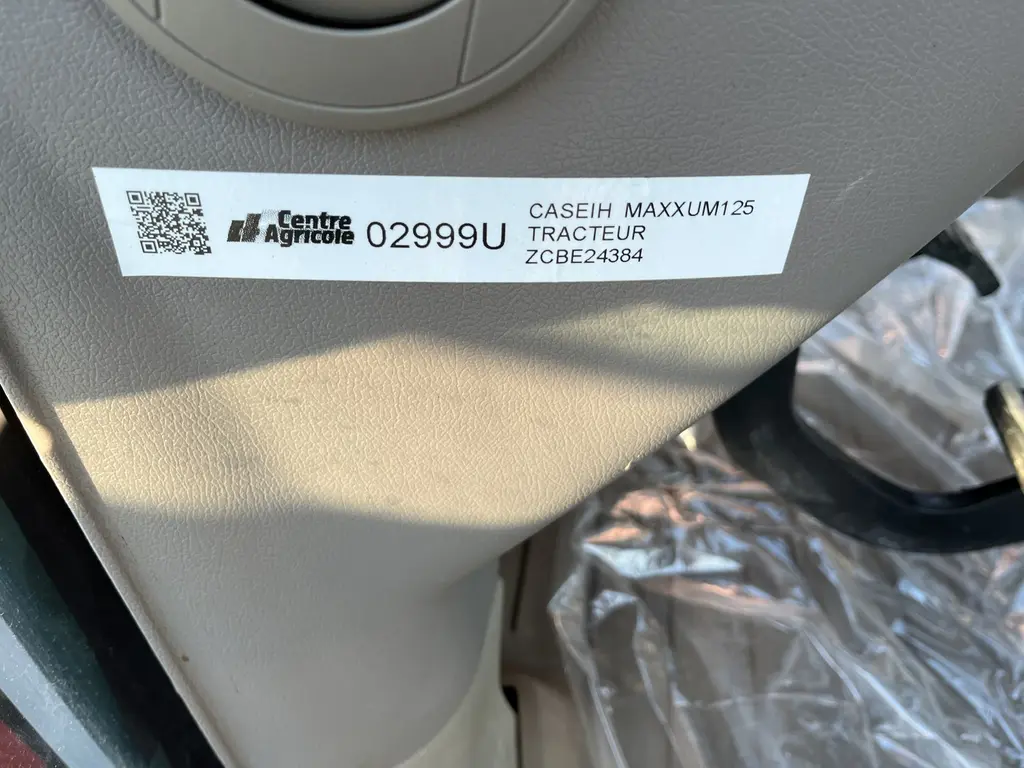 Centre
Agricole
02999U
CASEIH MAXXUM125
TRACTEUR
ZCBE24384